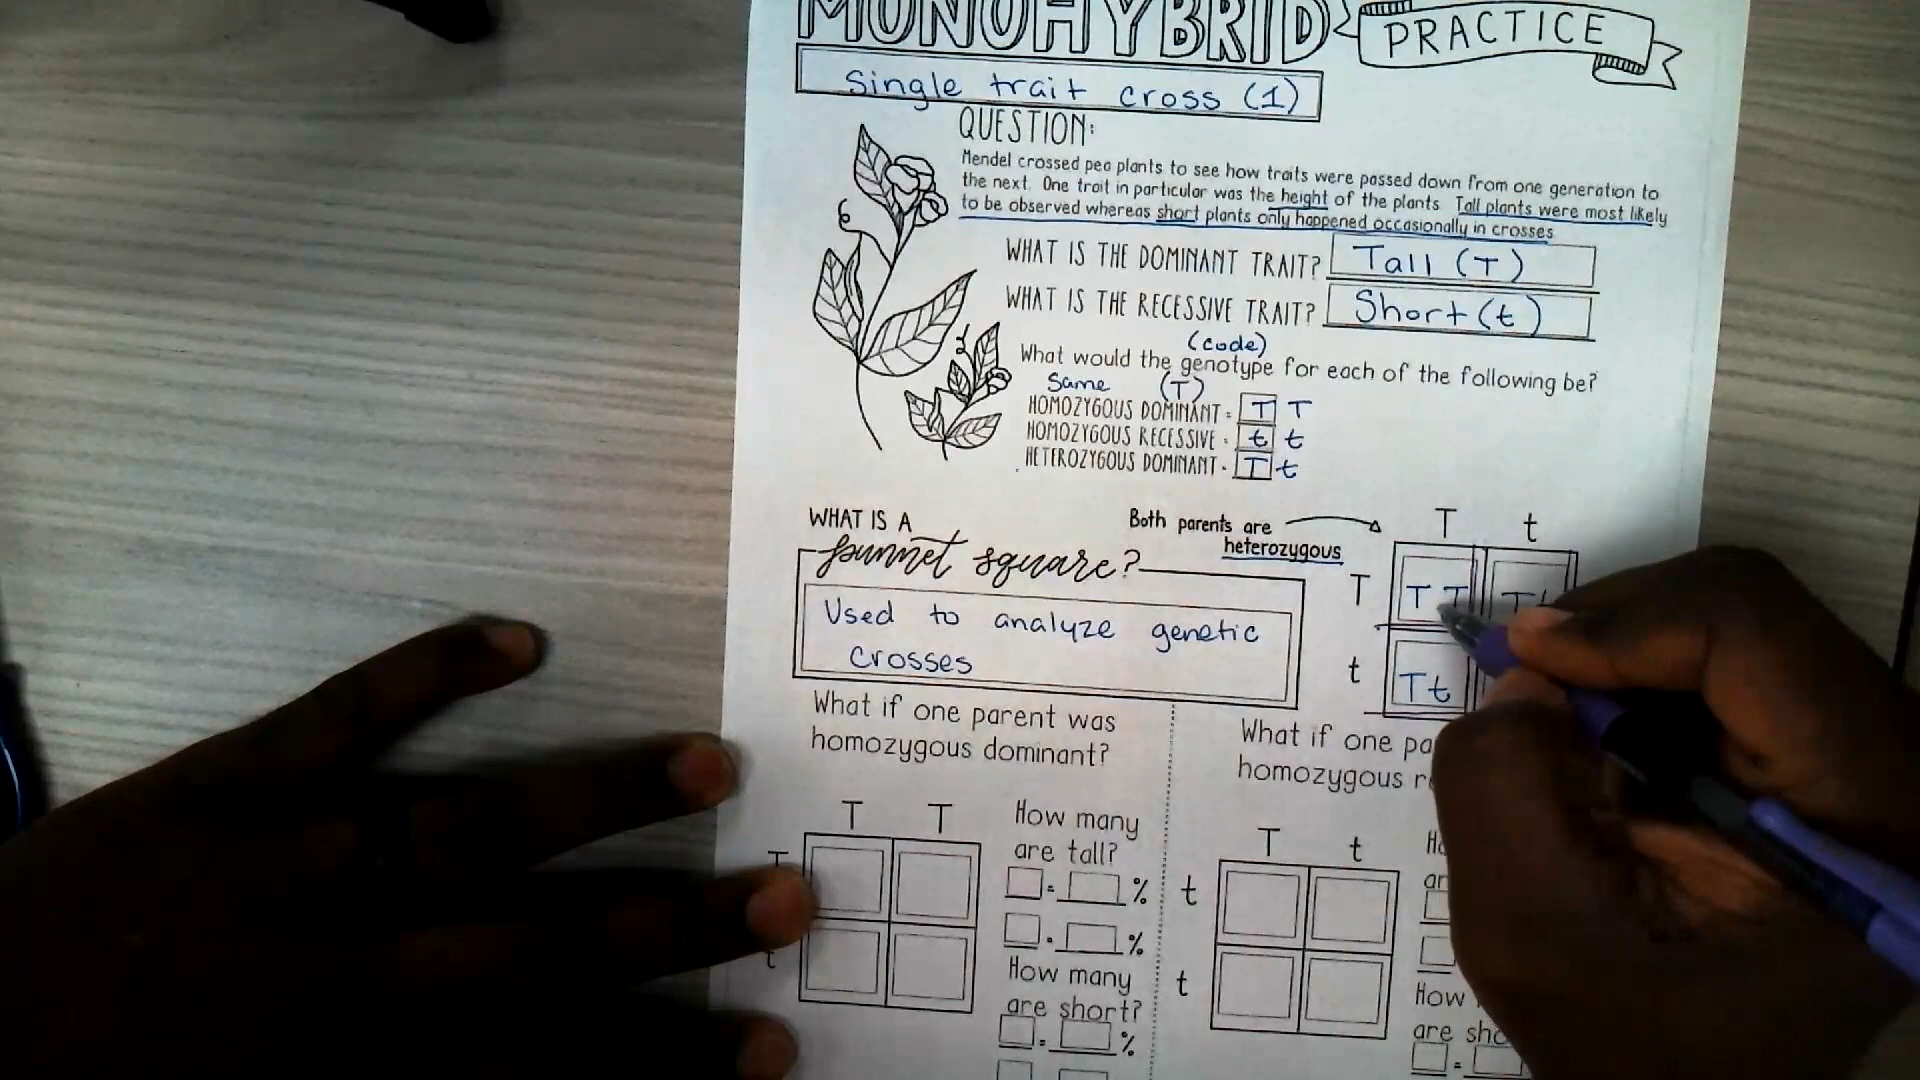 MONOHYBRID
PRACTICE
Single trait cross (1)
QUESTION:
Mendel crossed pea plants to see how traits were passed down from one generation to
the next. One trait in particular was the height of the plants. Tall plants were most likely
to be observed whereas short plants only happened occasionally in crosses
WHAT IS THE DOMINANT TRAIT? Tall (T)
WHAT IS THE RECESSIVE TRAIT? Short (t)
(code)
What would the genotype for each of the following be?
Same (T)
HOMOZYGOUS DOMINANT = T T
HOMOZYGOUS RECESSIVE - t t
HETEROZYGOUS DOMINANT - T t
WHAT IS A
punnet square?
Used to analyze genetic
crosses
Both parents are
heterozygous
T t
T T T Tt
t Tt
What if one parent was
homozygous dominant?
T T
T
t
How many
are tall?
= %
= %
How many
are short?
= %
What if one
homozygous
T t
t
t
How
are
=